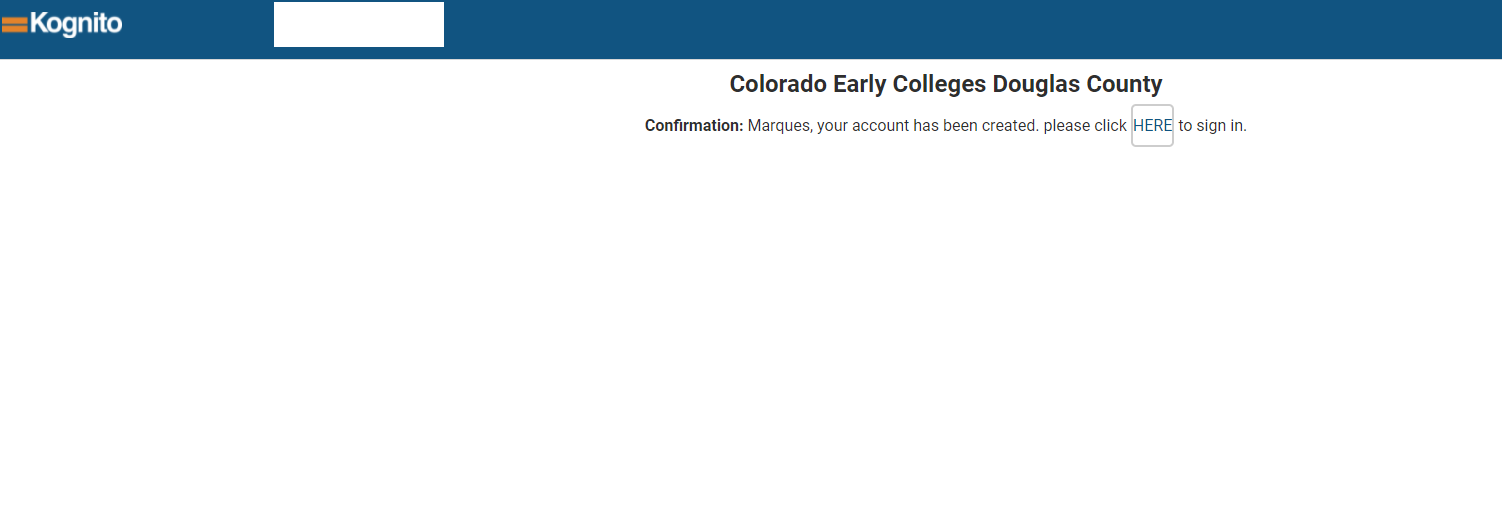 Kognito
Colorado Early Colleges Douglas County
Confirmation: Marques, your account has been created. please click HERE to sign in.